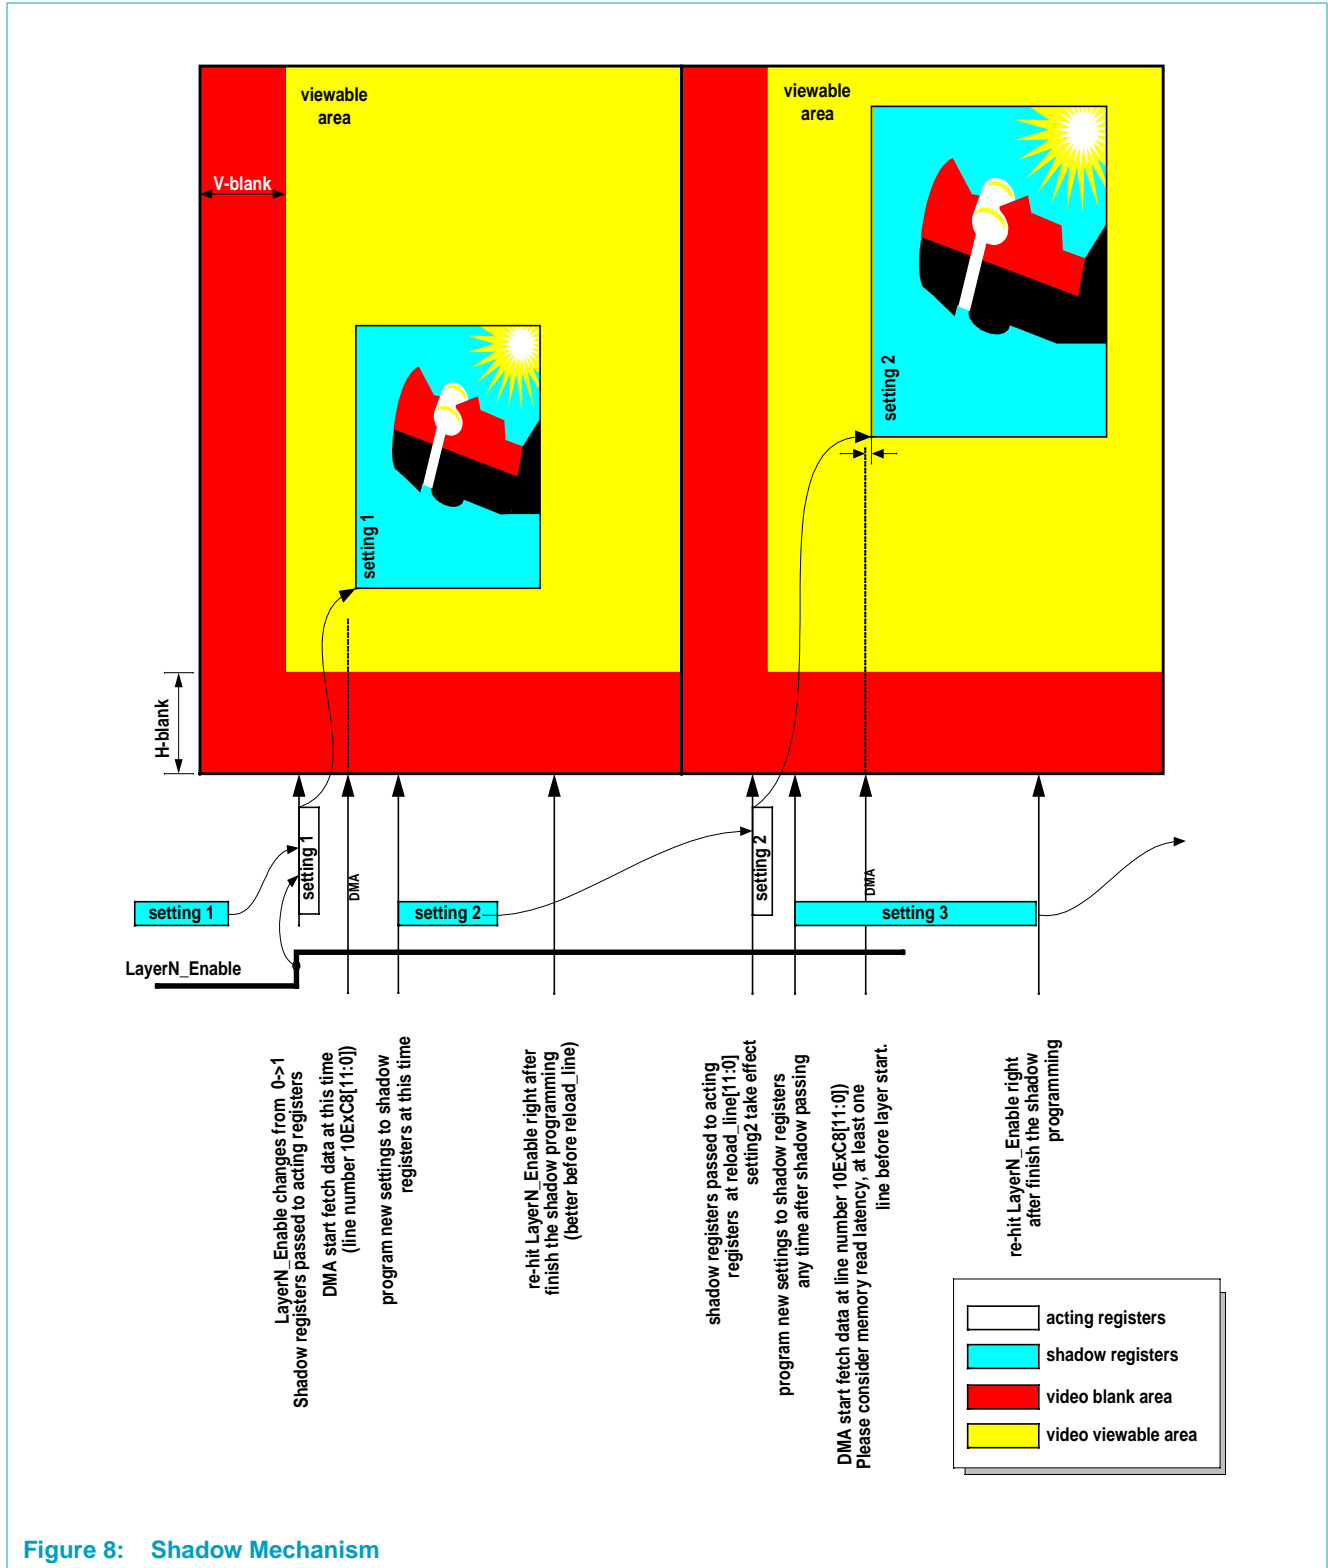 viewable
area
viewable
area
V-blank
setting 2
setting 1
H-blank
setting 1
setting 2
DMA
DMA
setting 1
setting 2
setting 3
LayerN_Enable
LayerN_Enable changes from 0->1
Shadow registers passed to acting registers
DMA start fetch data at this time
(line number 10ExC8[11:0])
program new settings to shadow
registers at this time
re-hit LayerN_Enable right after
finish the shadow programming
(better before reload_line)
shadow registers passed to acting
registers at reload_line[11:0]
setting2 take effect
program new settings to shadow registers
any time after shadow passing
DMA start fetch data at line number 10ExC8[11:0])
Please consider memory read latency, at least one
line before layer start.
re-hit LayerN_Enable right
after finish the shadow
programming
acting registers
shadow registers
video blank area
video viewable area
Figure 8: Shadow Mechanism